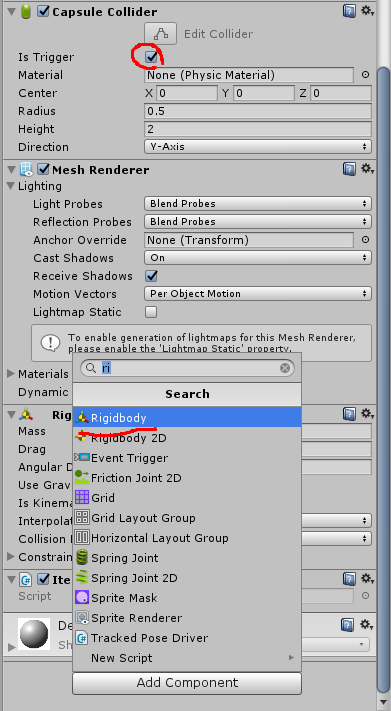 Capsule Collider
Edit Collider
Is Trigger
Material None (Physic Material)
Center X 0 Y 0 Z 0
Radius 0.5
Height 2
Direction Y-Axis
Mesh Renderer
Lighting
Light Probes Blend Probes
Reflection Probes Blend Probes
Anchor Override None (Transform)
Cast Shadows On
Receive Shadows
Motion Vectors Per Object Motion
Lightmap Static
To enable generation of lightmaps for this Mesh Renderer,
please enable the 'Lightmap Static' property.
Materials
Dynamic
ri
Search
Rigidbody
Rigidbody 2D
Event Trigger
Friction Joint 2D
Grid
Grid Layout Group
Horizontal Layout Group
Spring Joint
Spring Joint 2D
Sprite Mask
Sprite Renderer
Tracked Pose Driver
New Script
Add Component
Rig
Mass
Drag
Angular D
Use Grav
Is Kinema
Interpolat
Collision
Constrain
Ite
Script
De
Sh